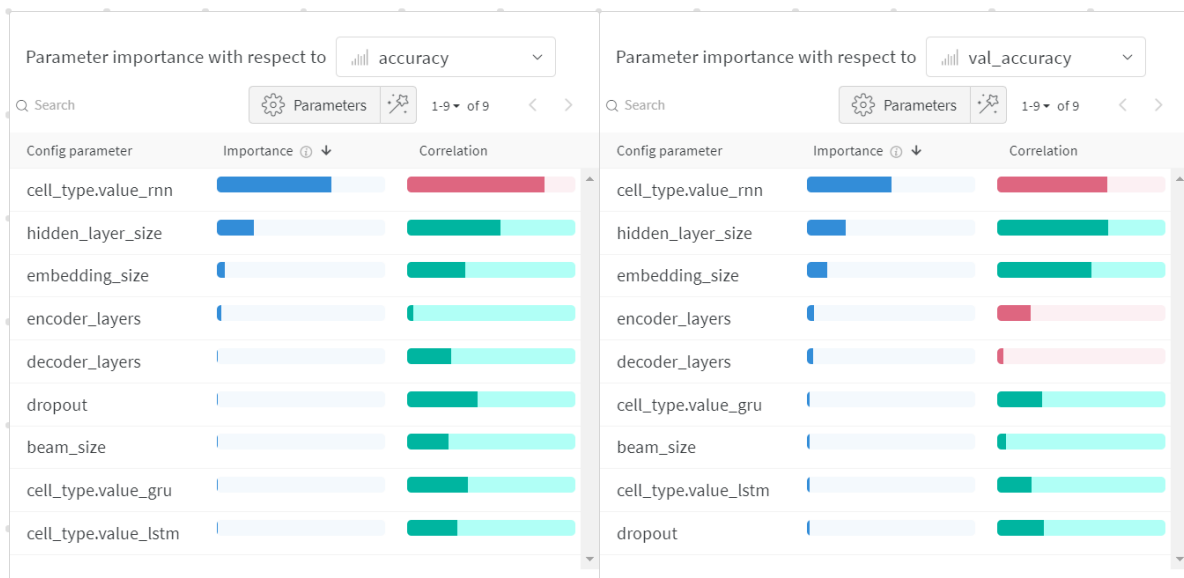 Parameter importance with respect to accuracy
Search Parameters 1-9 of 9
Config parameter Importance Correlation
cell_type.value_rnn
hidden_layer_size
embedding_size
encoder_layers
decoder_layers
dropout
beam_size
cell_type.value_gru
cell_type.value_lstm
Parameter importance with respect to val_accuracy
Search Parameters 1-9 of 9
Config parameter Importance Correlation
cell_type.value_rnn
hidden_layer_size
embedding_size
encoder_layers
decoder_layers
cell_type.value_gru
beam_size
cell_type.value_lstm
dropout